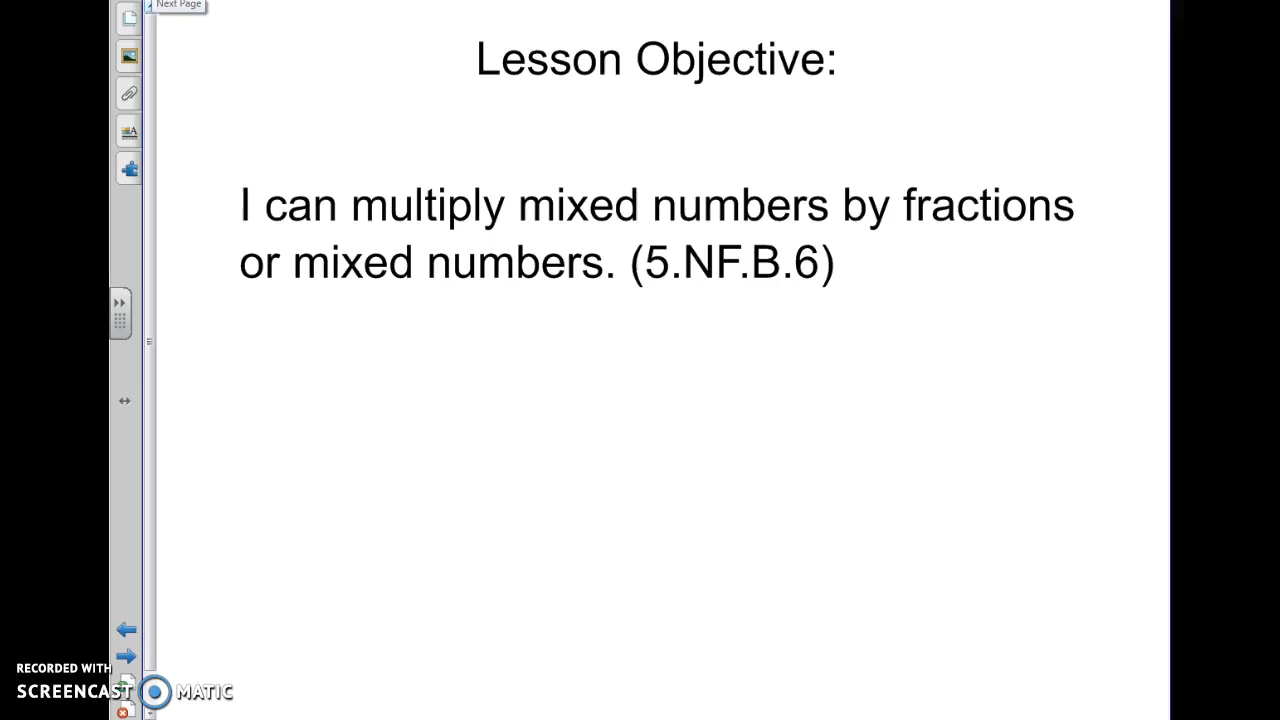 Next Page
Lesson Objective:
I can multiply mixed numbers by fractions
or mixed numbers. (5.NF.B.6)
RECORDED WITH
SCREENCAST MATIC